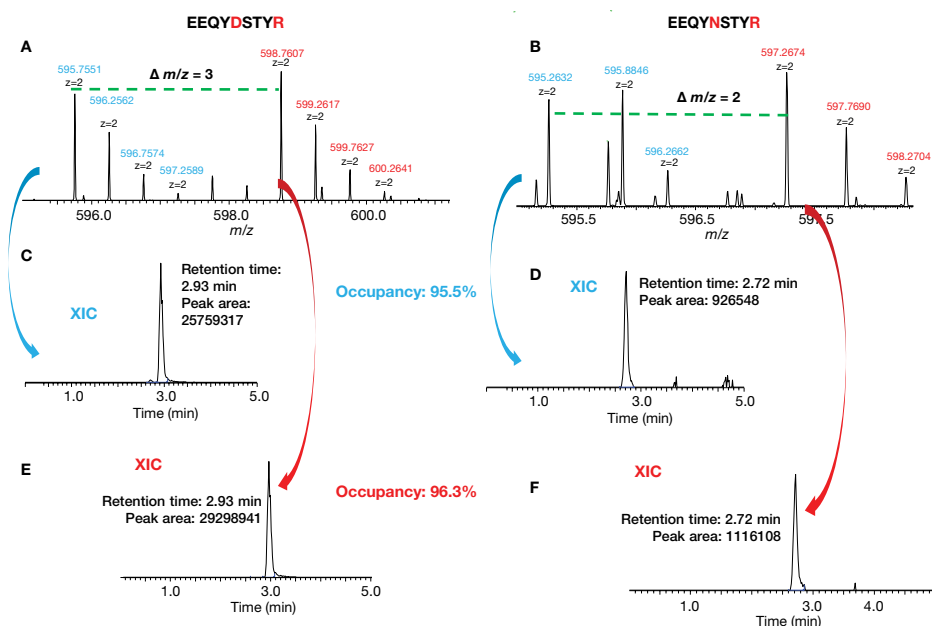 EEQYDSTYR
EEQYNSTYR
A
595.7551
z=2
596.2562
z=2
596.7574
z=2
597.2589
z=2
Δ m/z = 3
598.7607
z=2
599.2617
z=2
599.7627
z=2
600.2641
z=2
596.0
598.0
600.0
m/z
B
595.2632
z=2
595.8846
z=2
596.2662
z=2
Δ m/z = 2
597.2674
z=2
597.7690
z=2
598.2704
z=2
595.5
596.5
597.5
m/z
C
XIC
Retention time:
2.93 min
Peak area:
25759317
1.0
3.0
5.0
Time (min)
Occupancy: 95.5%
D
XIC
Retention time: 2.72 min
Peak area: 926548
1.0
3.0
5.0
Time (min)
E
XIC
Retention time: 2.93 min
Peak area: 29298941
1.0
3.0
5.0
Time (min)
Occupancy: 96.3%
F
XIC
Retention time: 2.72 min
Peak area: 1116108
1.0
3.0
4.0
Time (min)